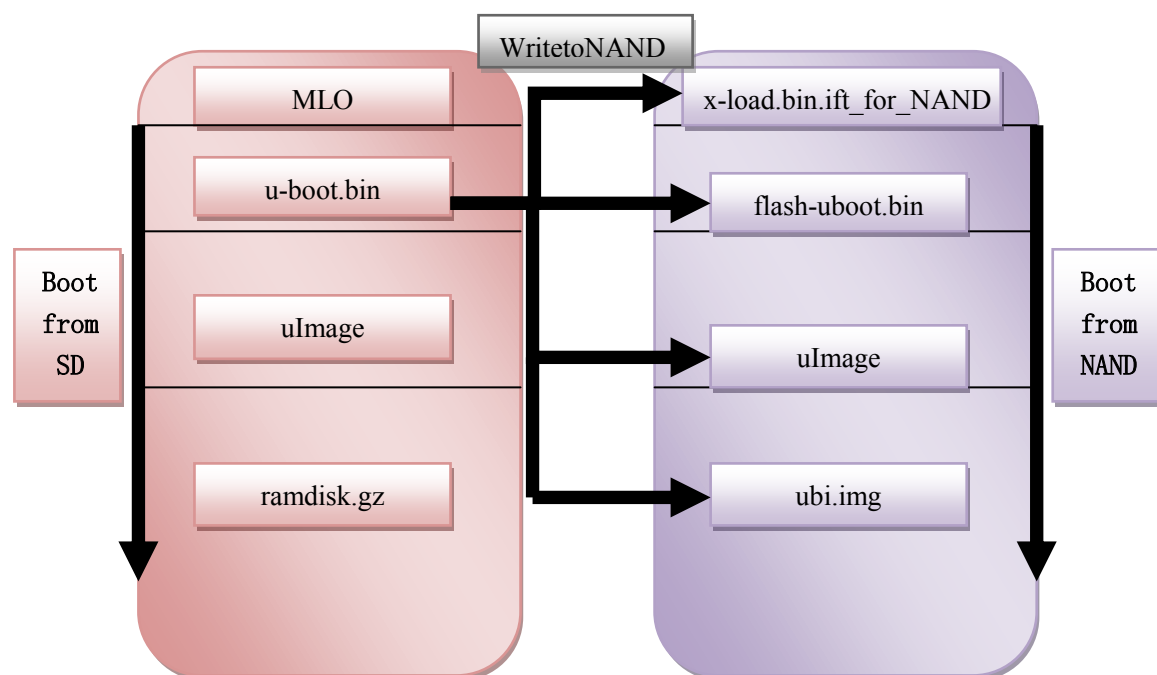 WritetoNAND
MLO
u-boot.bin
uImage
ramdisk.gz
Boot
from
SD
x-load.bin.ift_for_NAND
flash-uboot.bin
uImage
ubi.img
Boot
from
NAND